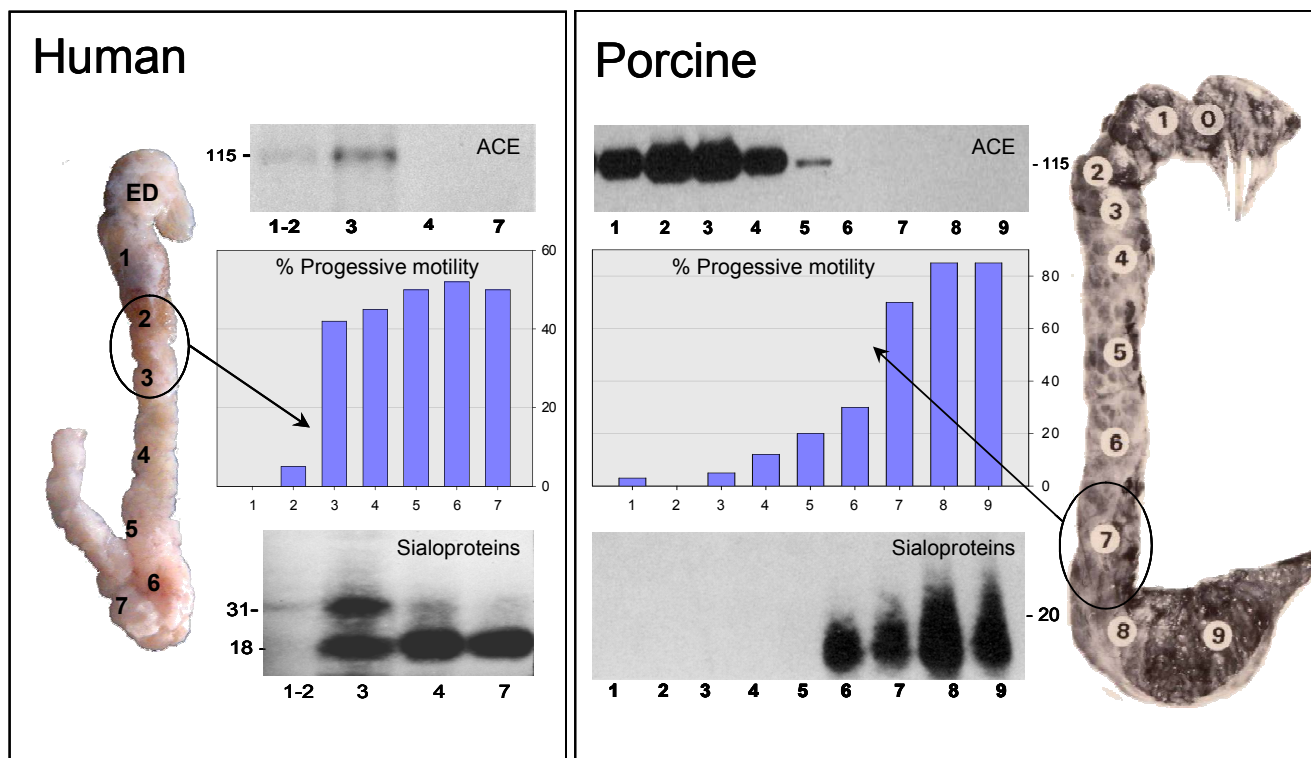 Human
ED
1
2
3
4
5
6
7
115 -
ACE
1-2 3 4 7
% Progessive motility
60
40
20
0
1 2 3 4 5 6 7
Sialoproteins
31-
18 -
1-2 3 4 7
Porcine
ACE
- 115
1 2 3 4 5 6 7 8 9
% Progessive motility
80
60
40
20
0
1 2 3 4 5 6 7 8 9
Sialoproteins
- 20
1 2 3 4 5 6 7 8 9
1 0
2
3
4
5
6
7
8 9